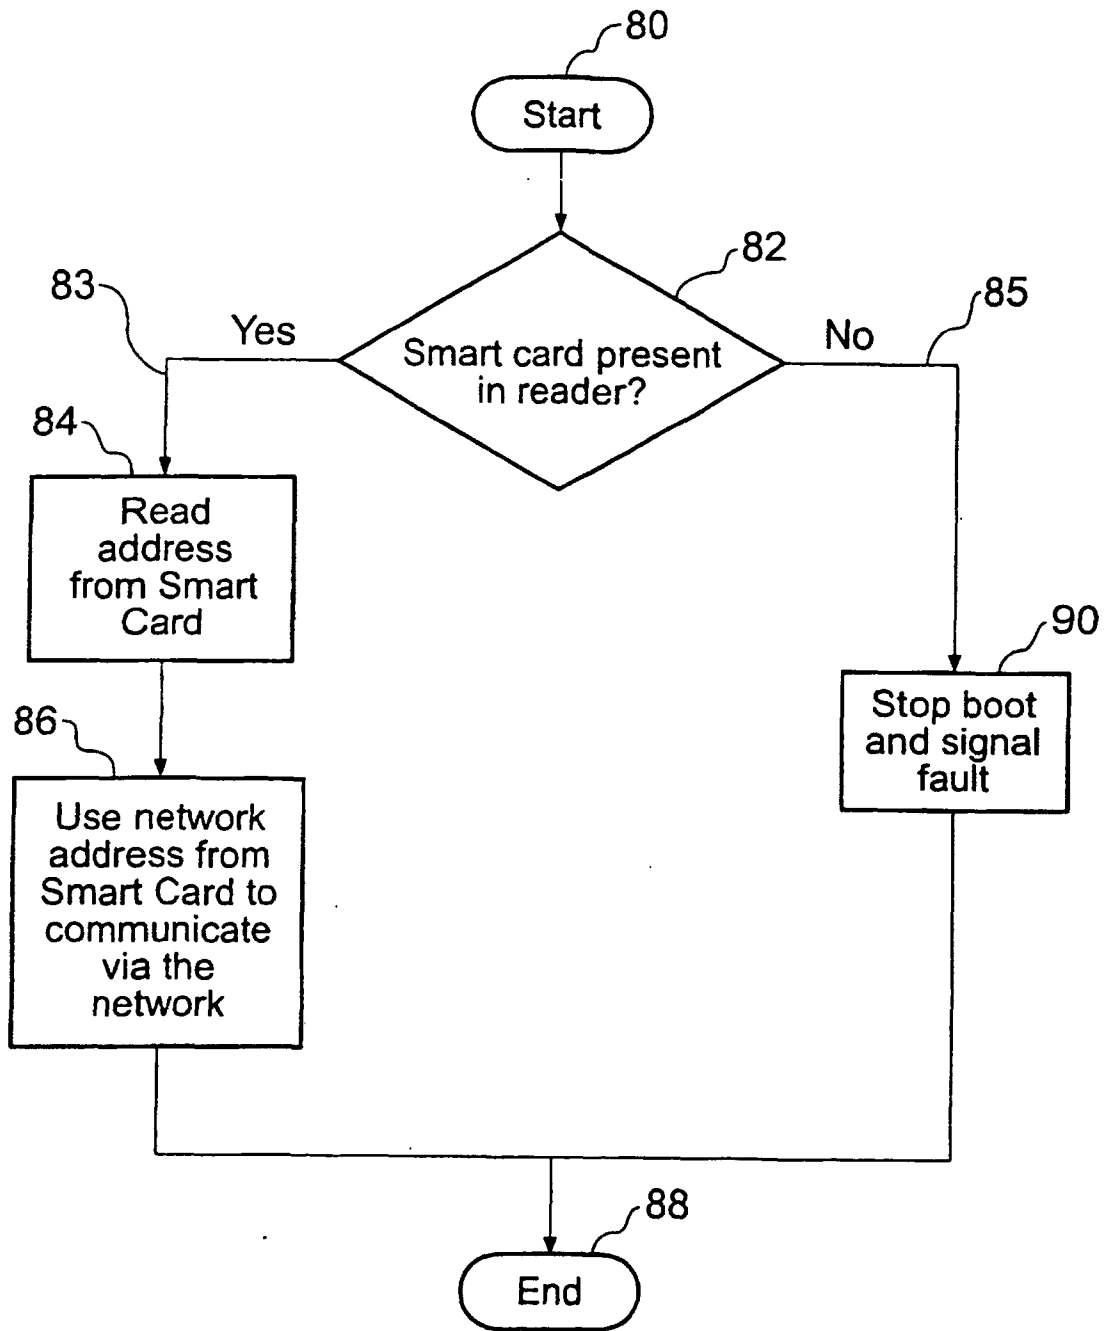 80
Start
82
83
85
Yes
No
Smart card present
in reader?
84
Read
address
from Smart
Card
90
Stop boot
and signal
fault
86
Use network
address from
Smart Card to
communicate
via the
network
88
End